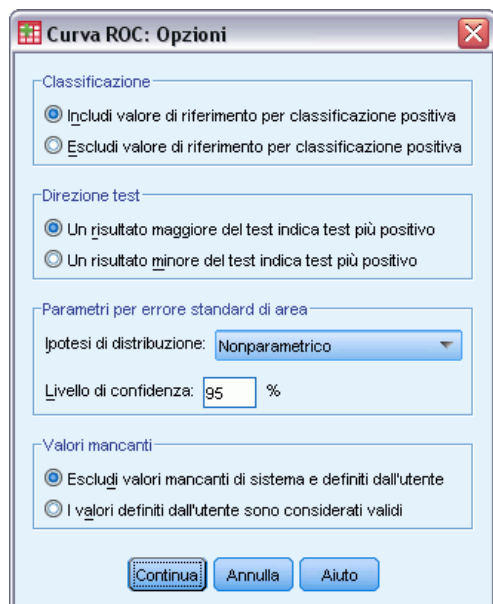 Curva ROC: Opzioni
Classificazione
Includi valore di riferimento per classificazione positiva
Escludi valore di riferimento per classificazione positiva
Direzione test
Un risultato maggiore del test indica test più positivo
Un risultato minore del test indica test più positivo
Parametri per errore standard di area
Ipotesi di distribuzione: Nonparametrico
Livello di confidenza: 95 %
Valori mancanti
Escludi valori mancanti di sistema e definiti dall'utente
I valori definiti dall'utente sono considerati validi
Continua Annulla Aiuto